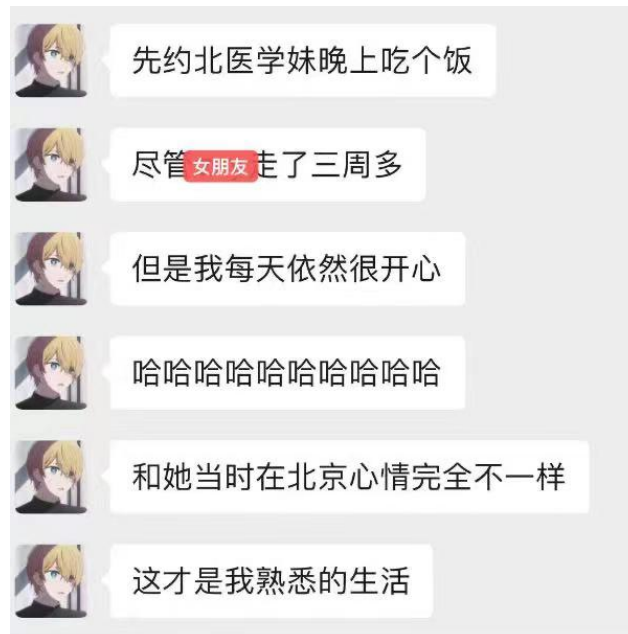 先约北医学妹晚上吃个饭
尽管女朋友走了三周多
但是我每天依然很开心
哈哈哈哈哈哈哈哈哈哈
和她当时在北京心情完全不一样
这才是我熟悉的生活